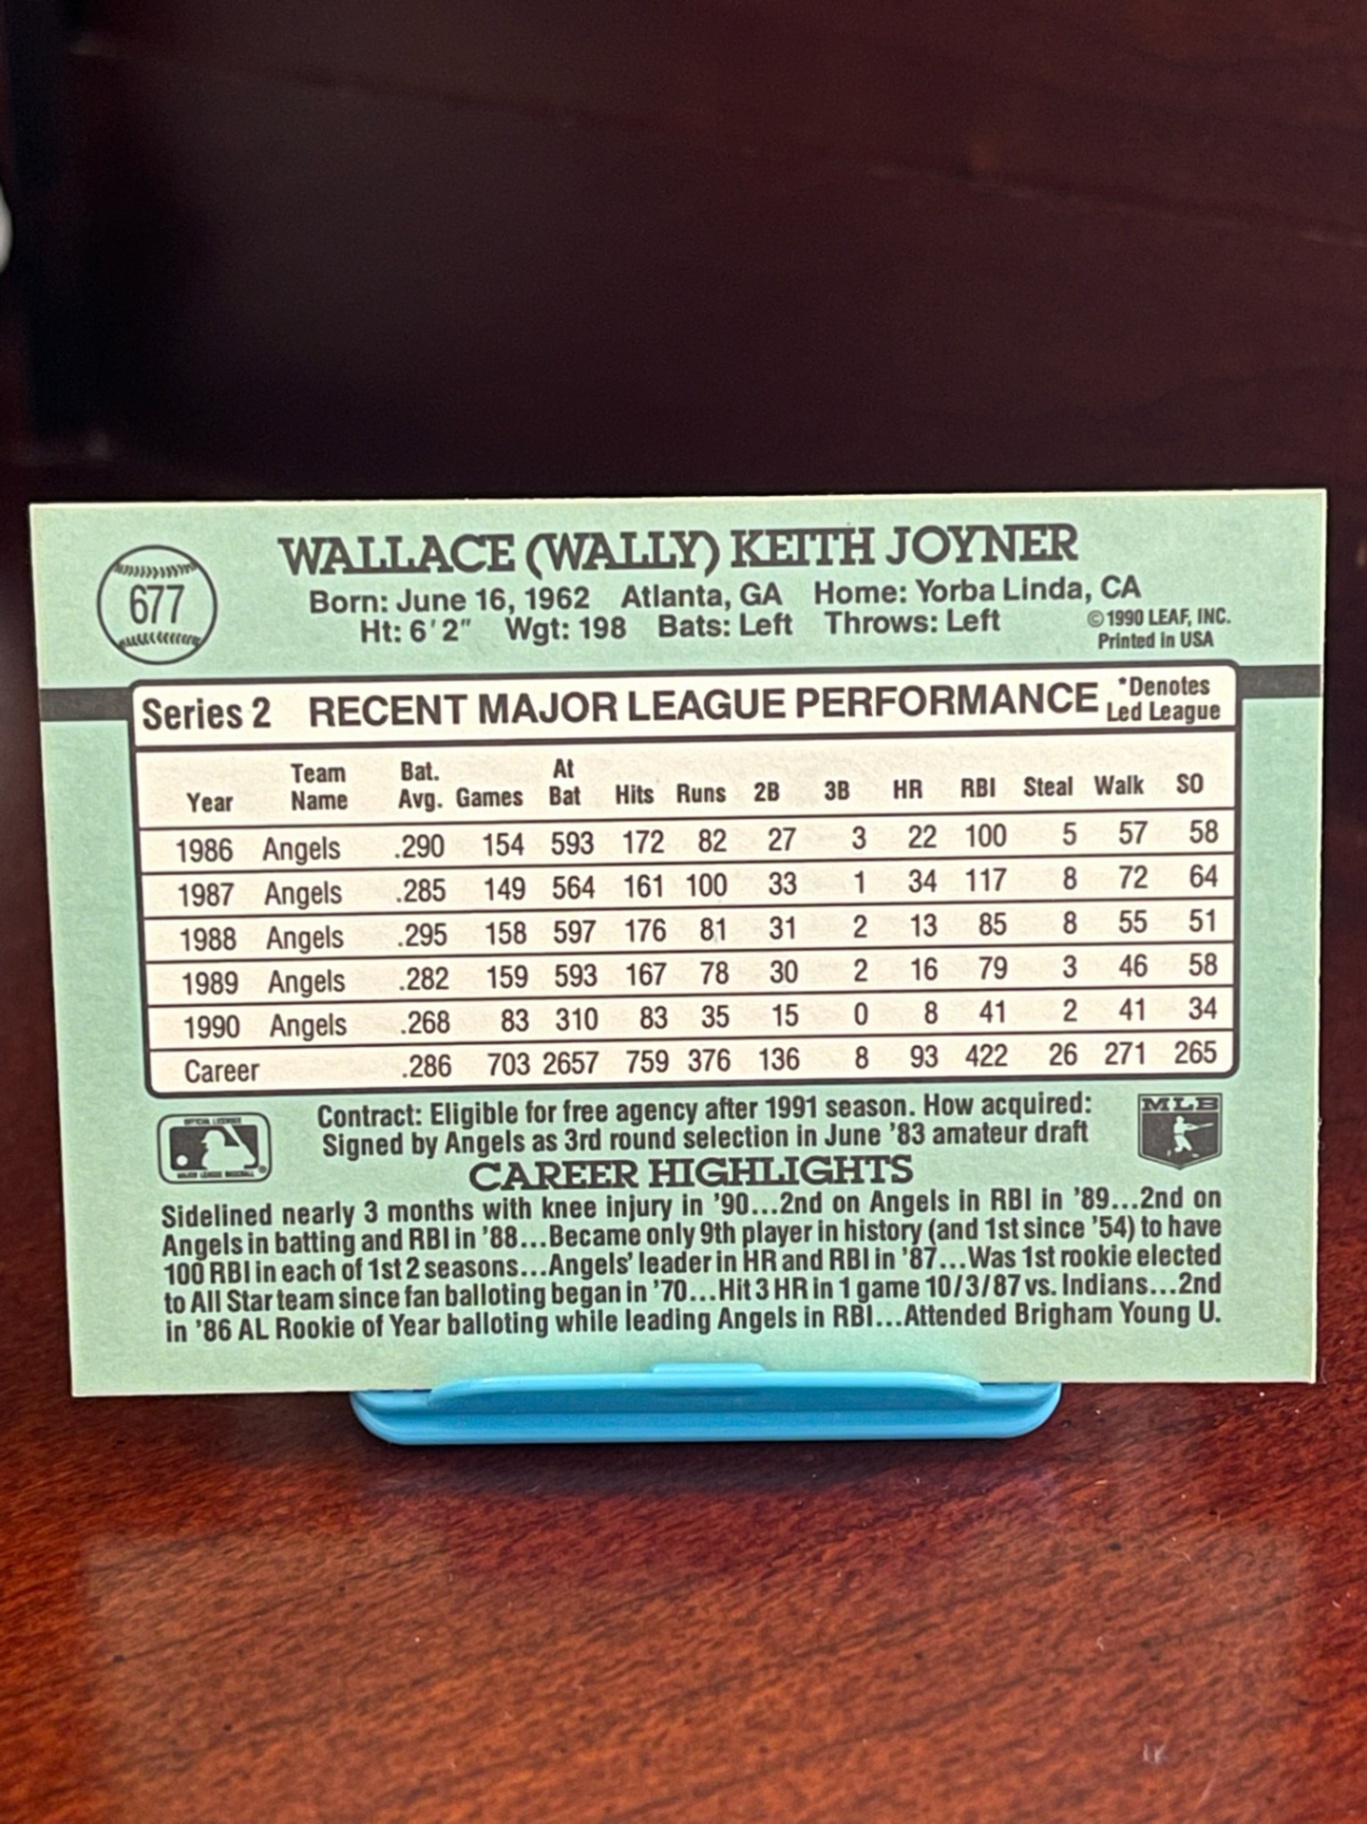 677
WALLACE (WALLY) KEITH JOYNER
Born: June 16, 1962 Atlanta, GA Home: Yorba Linda, CA
Ht: 6'2" Wgt: 198 Bats: Left Throws: Left
©1990 LEAF, INC.
Printed in USA
Series 2 RECENT MAJOR LEAGUE PERFORMANCE *Denotes Led League
Year Team Name Bat. Avg. Games At Bat Hits Runs 2B 3B HR RBI Steal Walk SO
1986 Angels .290 154 593 172 82 27 3 22 100 5 57 58
1987 Angels .285 149 564 161 100 33 1 34 117 8 72 64
1988 Angels .295 158 597 176 81 31 2 13 85 8 55 51
1989 Angels .282 159 593 167 78 30 2 16 79 3 46 58
1990 Angels .268 83 310 83 35 15 0 8 41 2 41 34
Career .286 703 2657 759 376 136 8 93 422 26 271 265
Contract: Eligible for free agency after 1991 season. How acquired:
Signed by Angels as 3rd round selection in June '83 amateur draft
MLB
CAREER HIGHLIGHTS
Sidelined nearly 3 months with knee injury in '90...2nd on Angels in RBI in '89...2nd on
Angels in batting and RBI in '88...Became only 9th player in history (and 1st since '54) to have
100 RBI in each of 1st 2 seasons...Angels' leader in HR and RBI in '87...Was 1st rookie elected
to All Star team since fan balloting began in '70...Hit 3 HR in 1 game 10/3/87 vs. Indians...2nd
in '86 AL Rookie of Year balloting while leading Angels in RBI...Attended Brigham Young U.